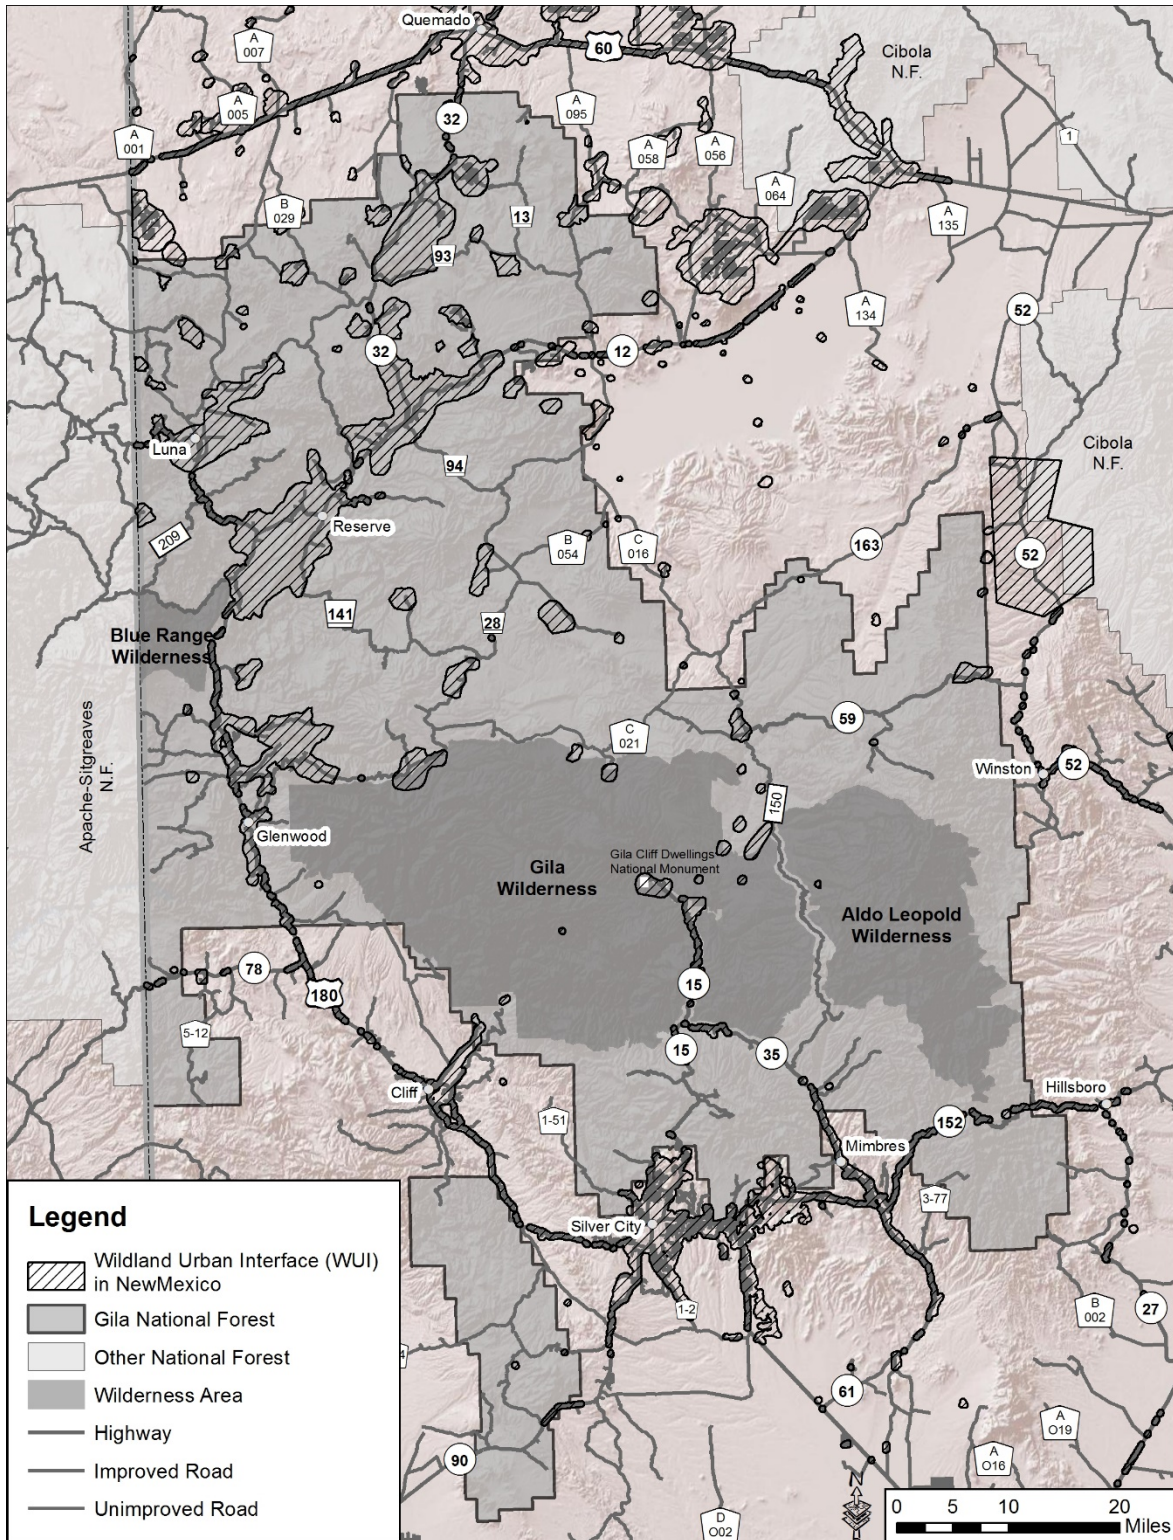 Quemado
60
Cibola
N.F.
A
007
A
005
A
001
32
A
095
A
058
A
056
A
064
1
A
135
B
029
13
93
52
A
134
32
12
Luna
94
Cibola
N.F.
Reserve
209
B
054
C
016
163
52
141
28
Blue Range
Wilderness
Apache-Sitgreaves
N.F.
59
C
021
Winston
52
150
Glenwood
Gila Cliff Dwellings
National Monument
Gila
Wilderness
Aldo Leopold
Wilderness
78
180
15
5-12
15
35
Cliff
Hillsboro
1-51
152
Mimbres
3-77
Silver City
1-2
B
002
27
4
61
A
O19
A
O16
90
D
O02
N
Legend
Wildland Urban Interface (WUI)
in NewMexico
Gila National Forest
Other National Forest
Wilderness Area
Highway
Improved Road
Unimproved Road
0 5 10 20
Miles